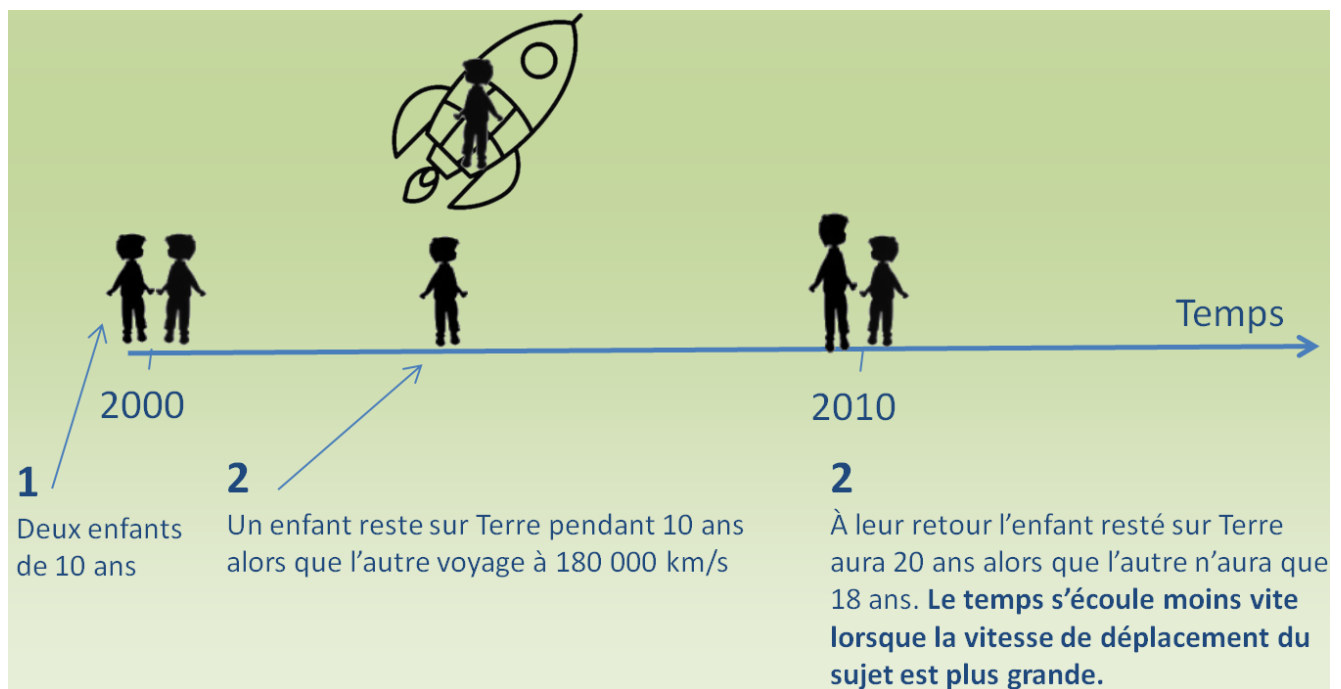 Temps
2000
2010
1
Deux enfants
de 10 ans
2
Un enfant reste sur Terre pendant 10 ans
alors que l’autre voyage à 180 000 km/s
2
À leur retour l’enfant resté sur Terre
aura 20 ans alors que l’autre n’aura que
18 ans. Le temps s’écoule moins vite
lorsque la vitesse de déplacement du
sujet est plus grande.